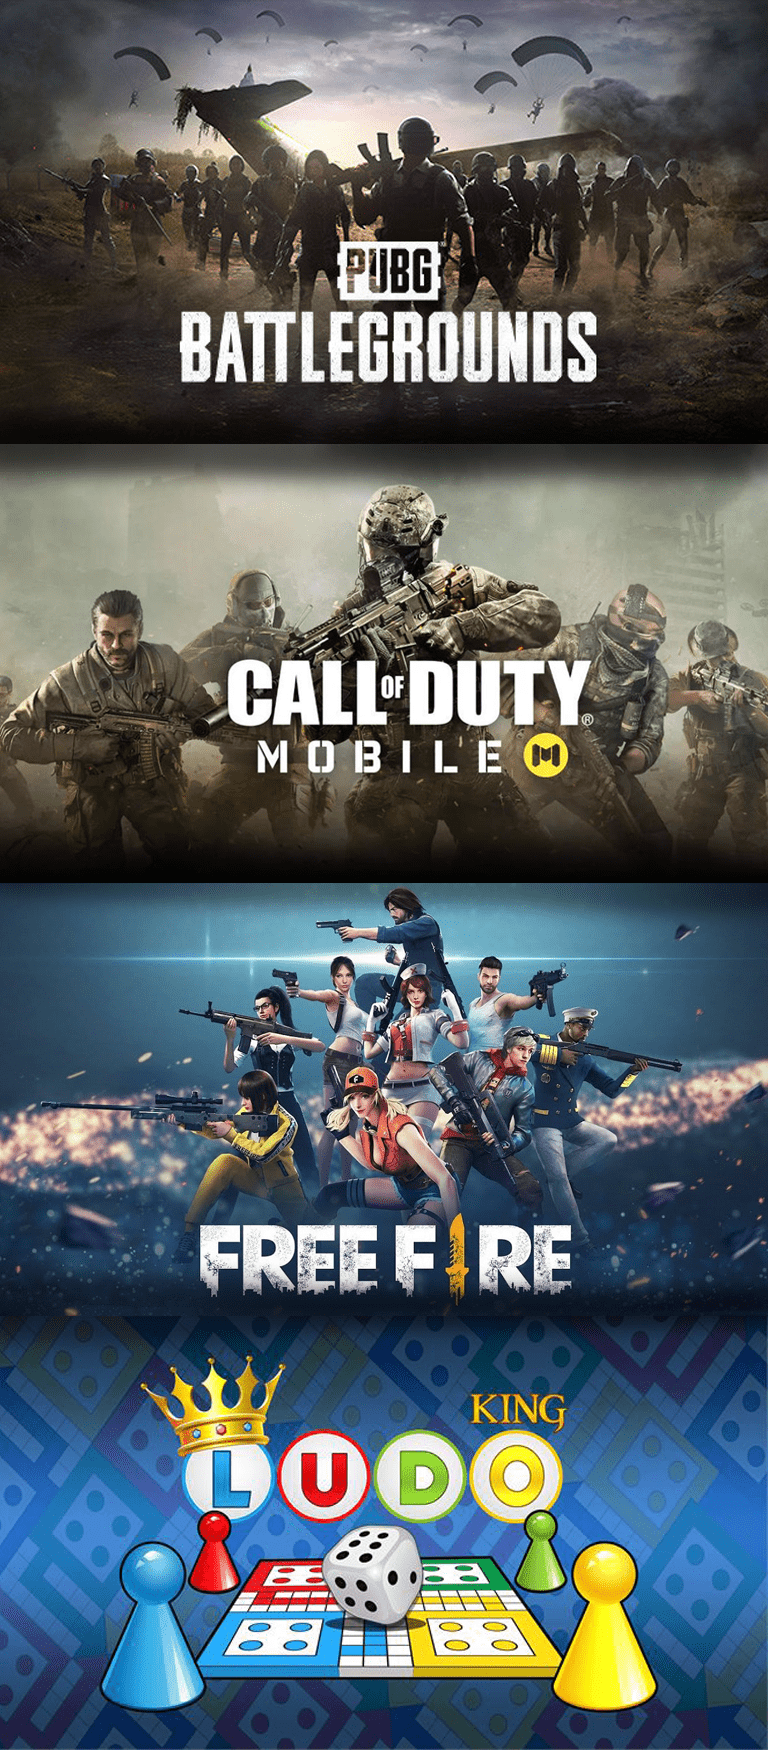 PUBG
BATTLEGROUNDS
CALL OF DUTY®
MOBILE
FREE FIRE
KING
LUDO